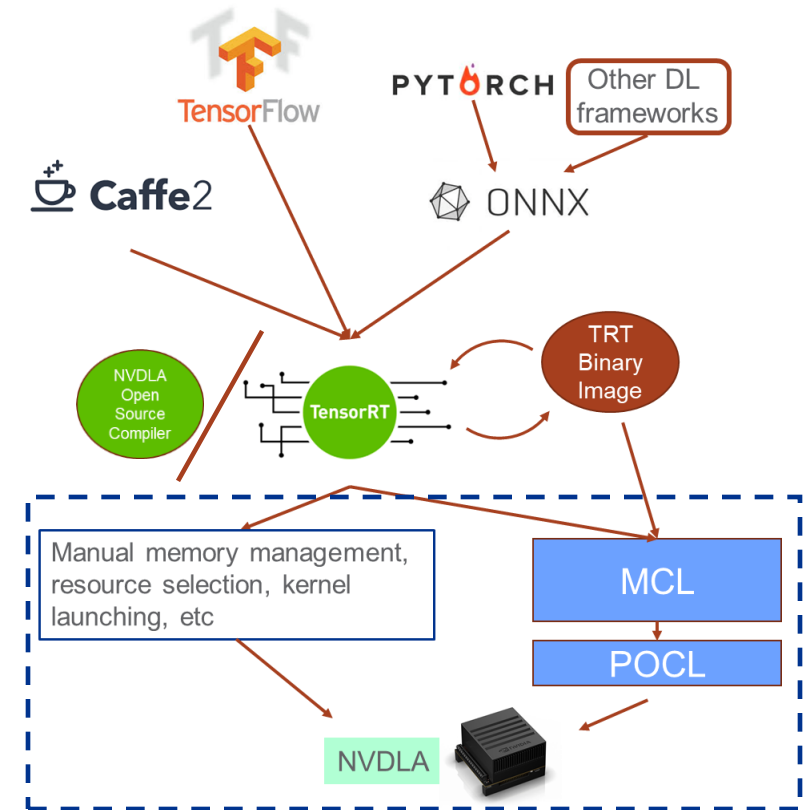 TensorFlow
PYTORCH
Other DL
frameworks
Caffe2
ONNX
NVDLA
Open
Source
Compiler
TensorRT
TRT
Binary
Image
Manual memory management,
resource selection, kernel
launching, etc
MCL
POCL
NVDLA